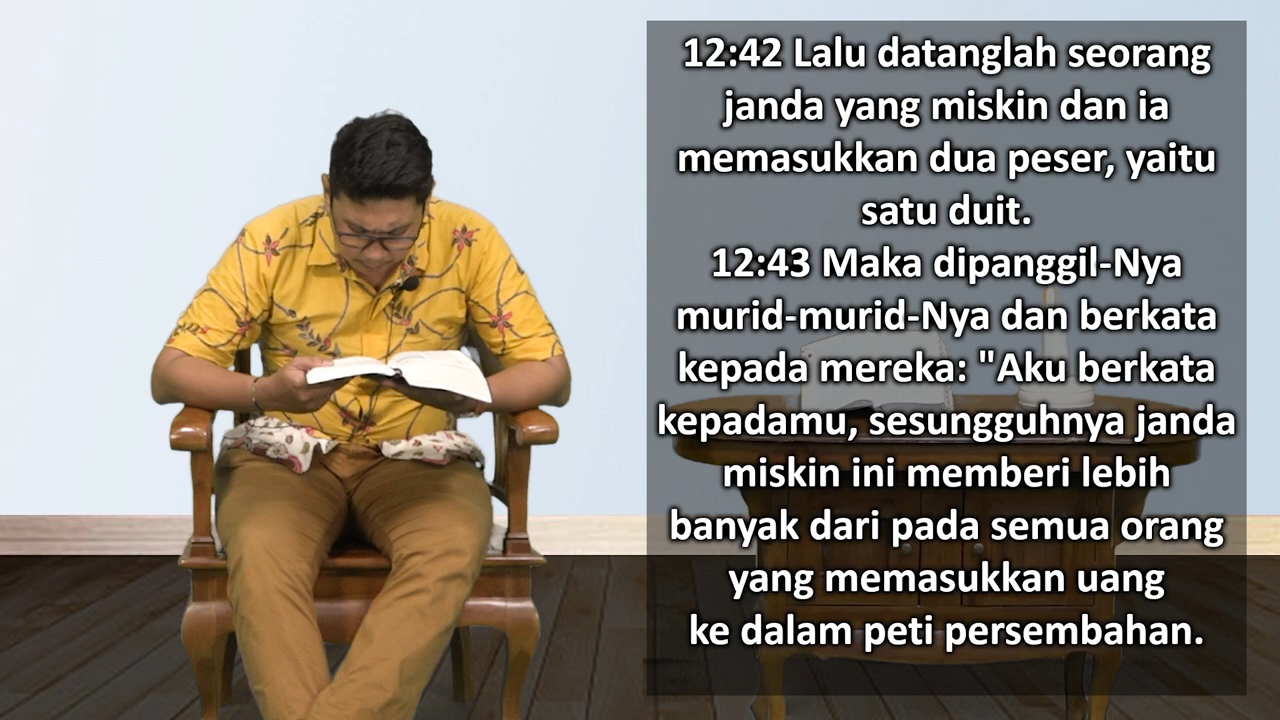 12:42 Lalu datanglah seorang
janda yang miskin dan ia
memasukkan dua peser, yaitu
satu duit.
12:43 Maka dipanggil-Nya
murid-murid-Nya dan berkata
kepada mereka: "Aku berkata
kepadamu, sesungguhnya janda
miskin ini memberi lebih
banyak dari pada semua orang
yang memasukkan uang
ke dalam peti persembahan.